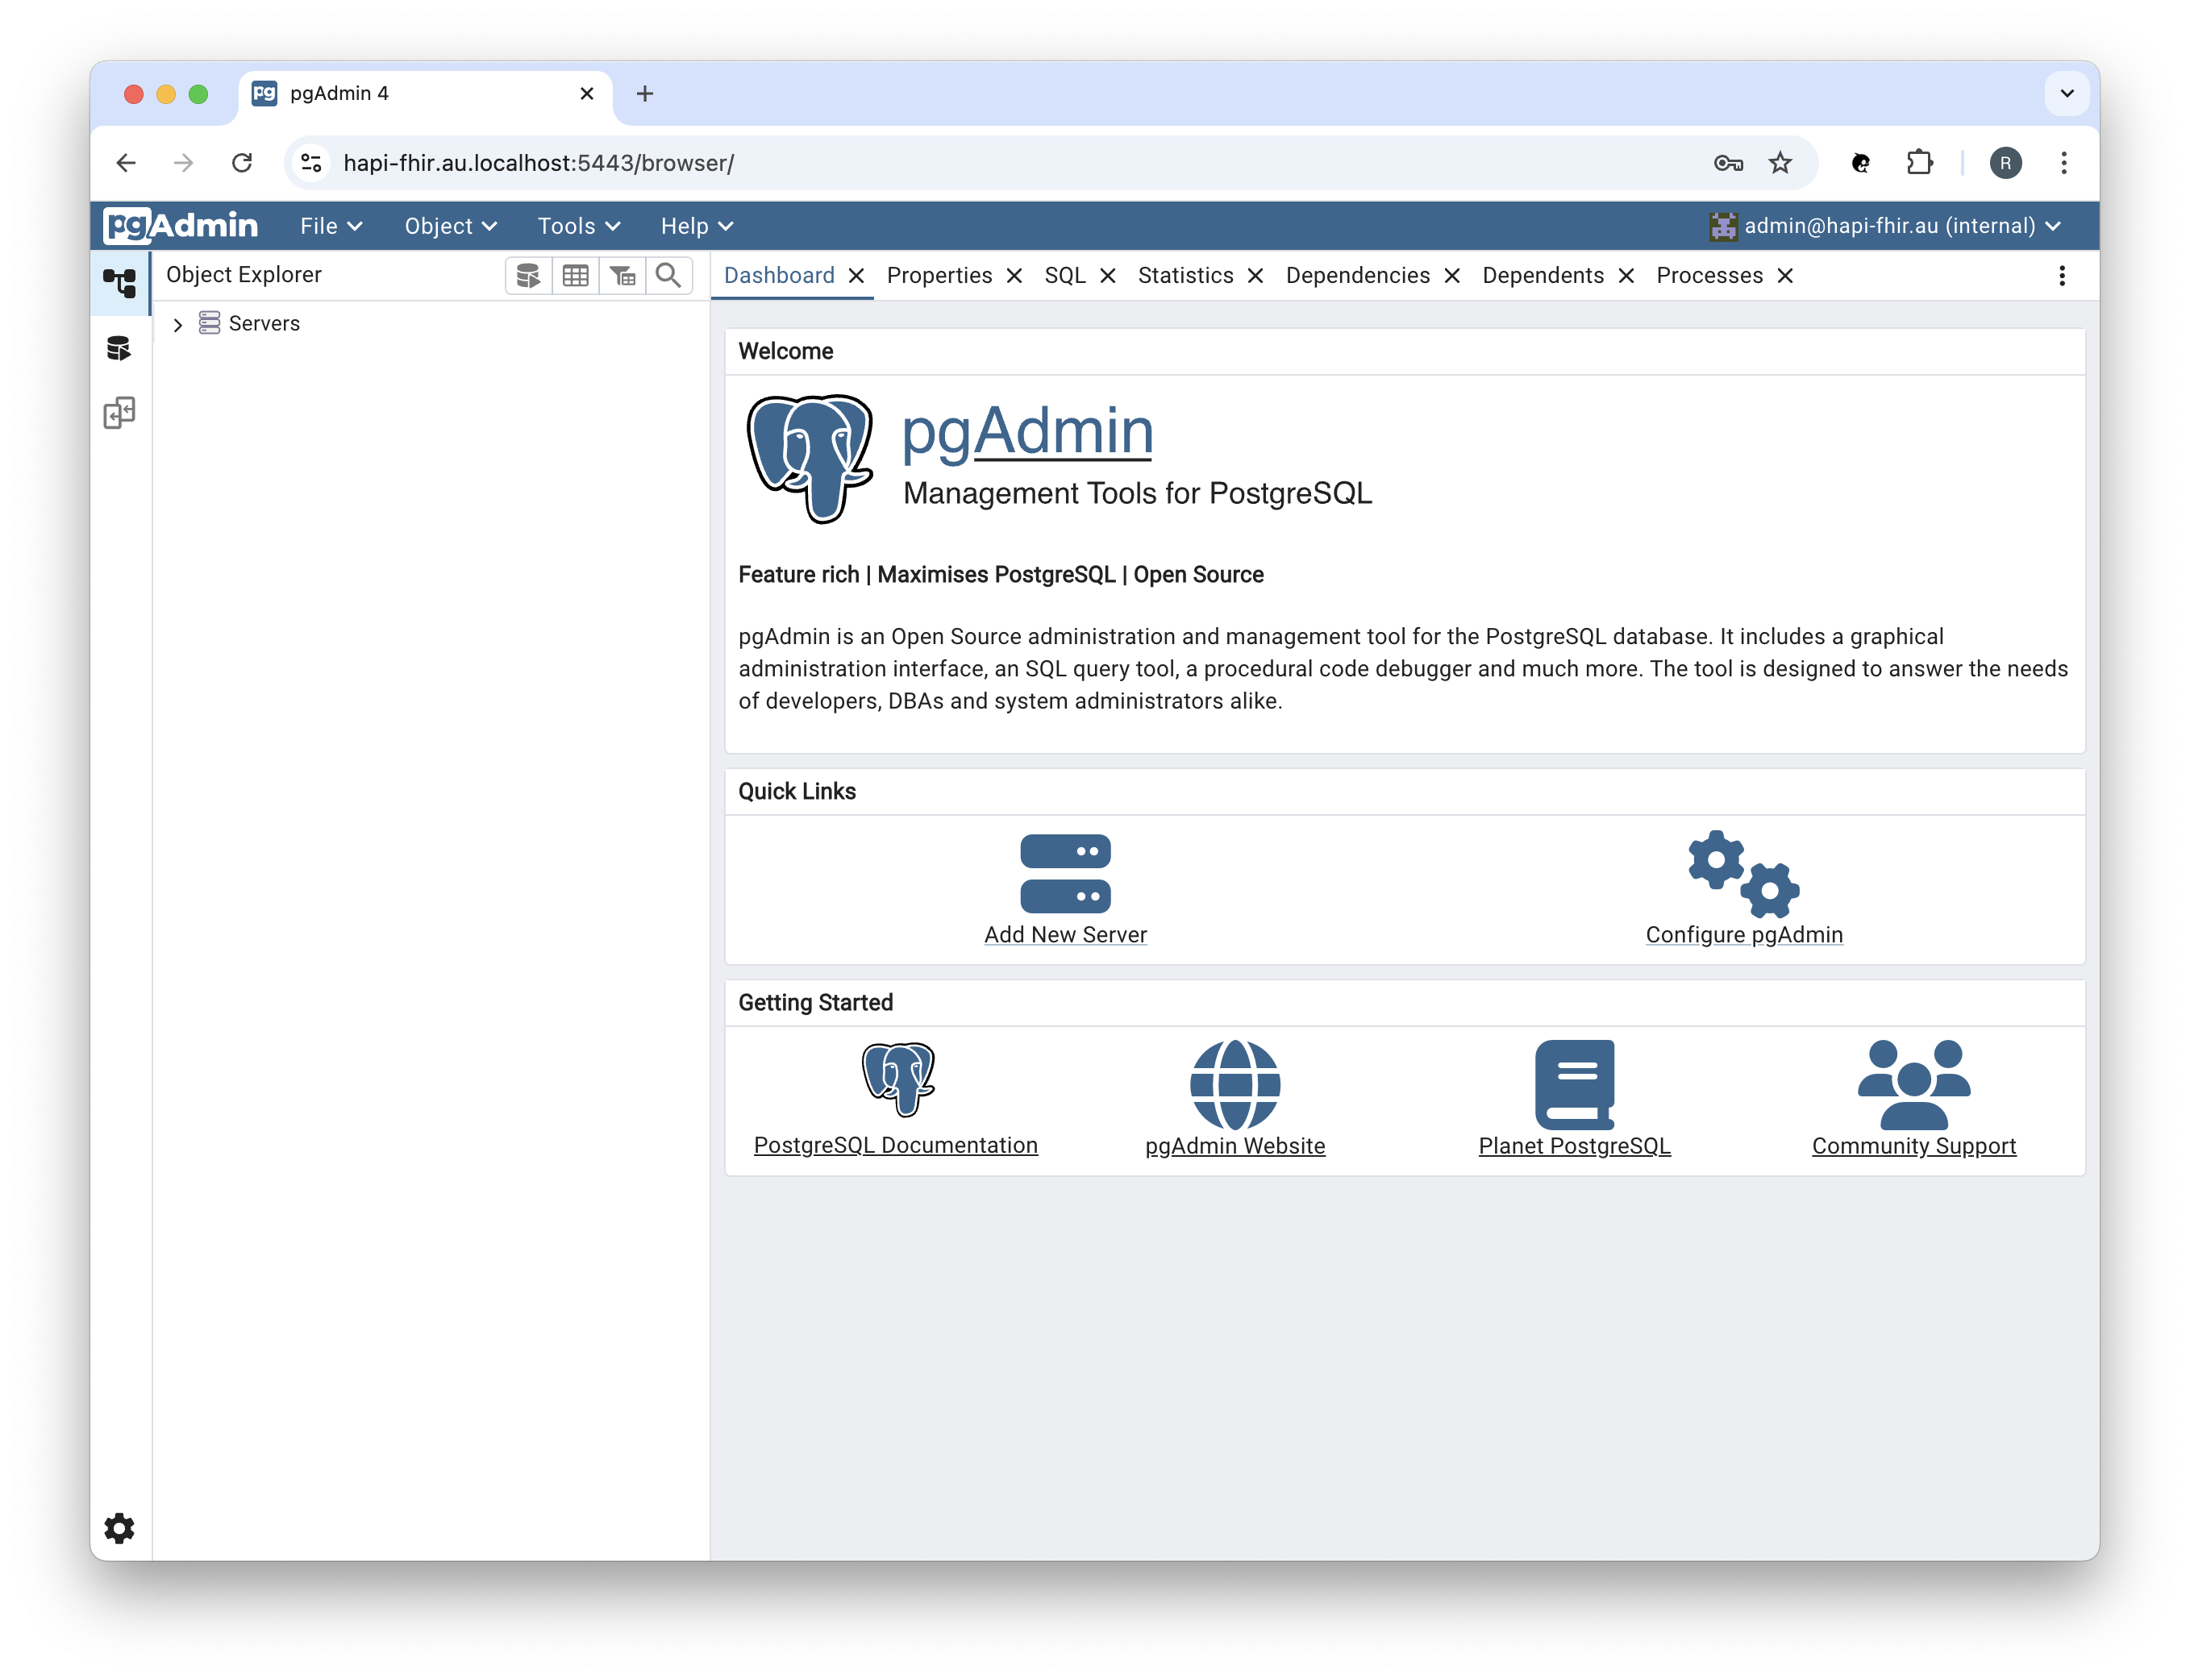 pg pgAdmin 4
hapi-fhir.au.localhost:5443/browser/
R
pgAdmin File Object Tools Help admin@hapi-fhir.au (internal)
Object Explorer
Dashboard Properties SQL Statistics Dependencies Dependents Processes
Servers
Welcome
pgAdmin
Management Tools for PostgreSQL
Feature rich | Maximises PostgreSQL | Open Source
pgAdmin is an Open Source administration and management tool for the PostgreSQL database. It includes a graphical
administration interface, an SQL query tool, a procedural code debugger and much more. The tool is designed to answer the needs
of developers, DBAs and system administrators alike.
Quick Links
Add New Server
Configure pgAdmin
Getting Started
PostgreSQL Documentation
pgAdmin Website
Planet PostgreSQL
Community Support